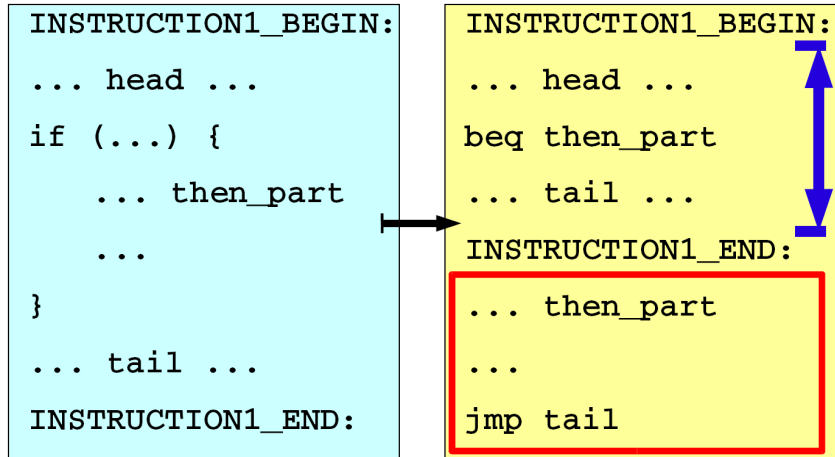 INSTRUCTION1_BEGIN:
... head ...
if (...) {
... then_part
...
}
... tail ...
INSTRUCTION1_END:
INSTRUCTION1_BEGIN:
... head ...
beq then_part
... tail ...
INSTRUCTION1_END:
... then_part
...
jmp tail